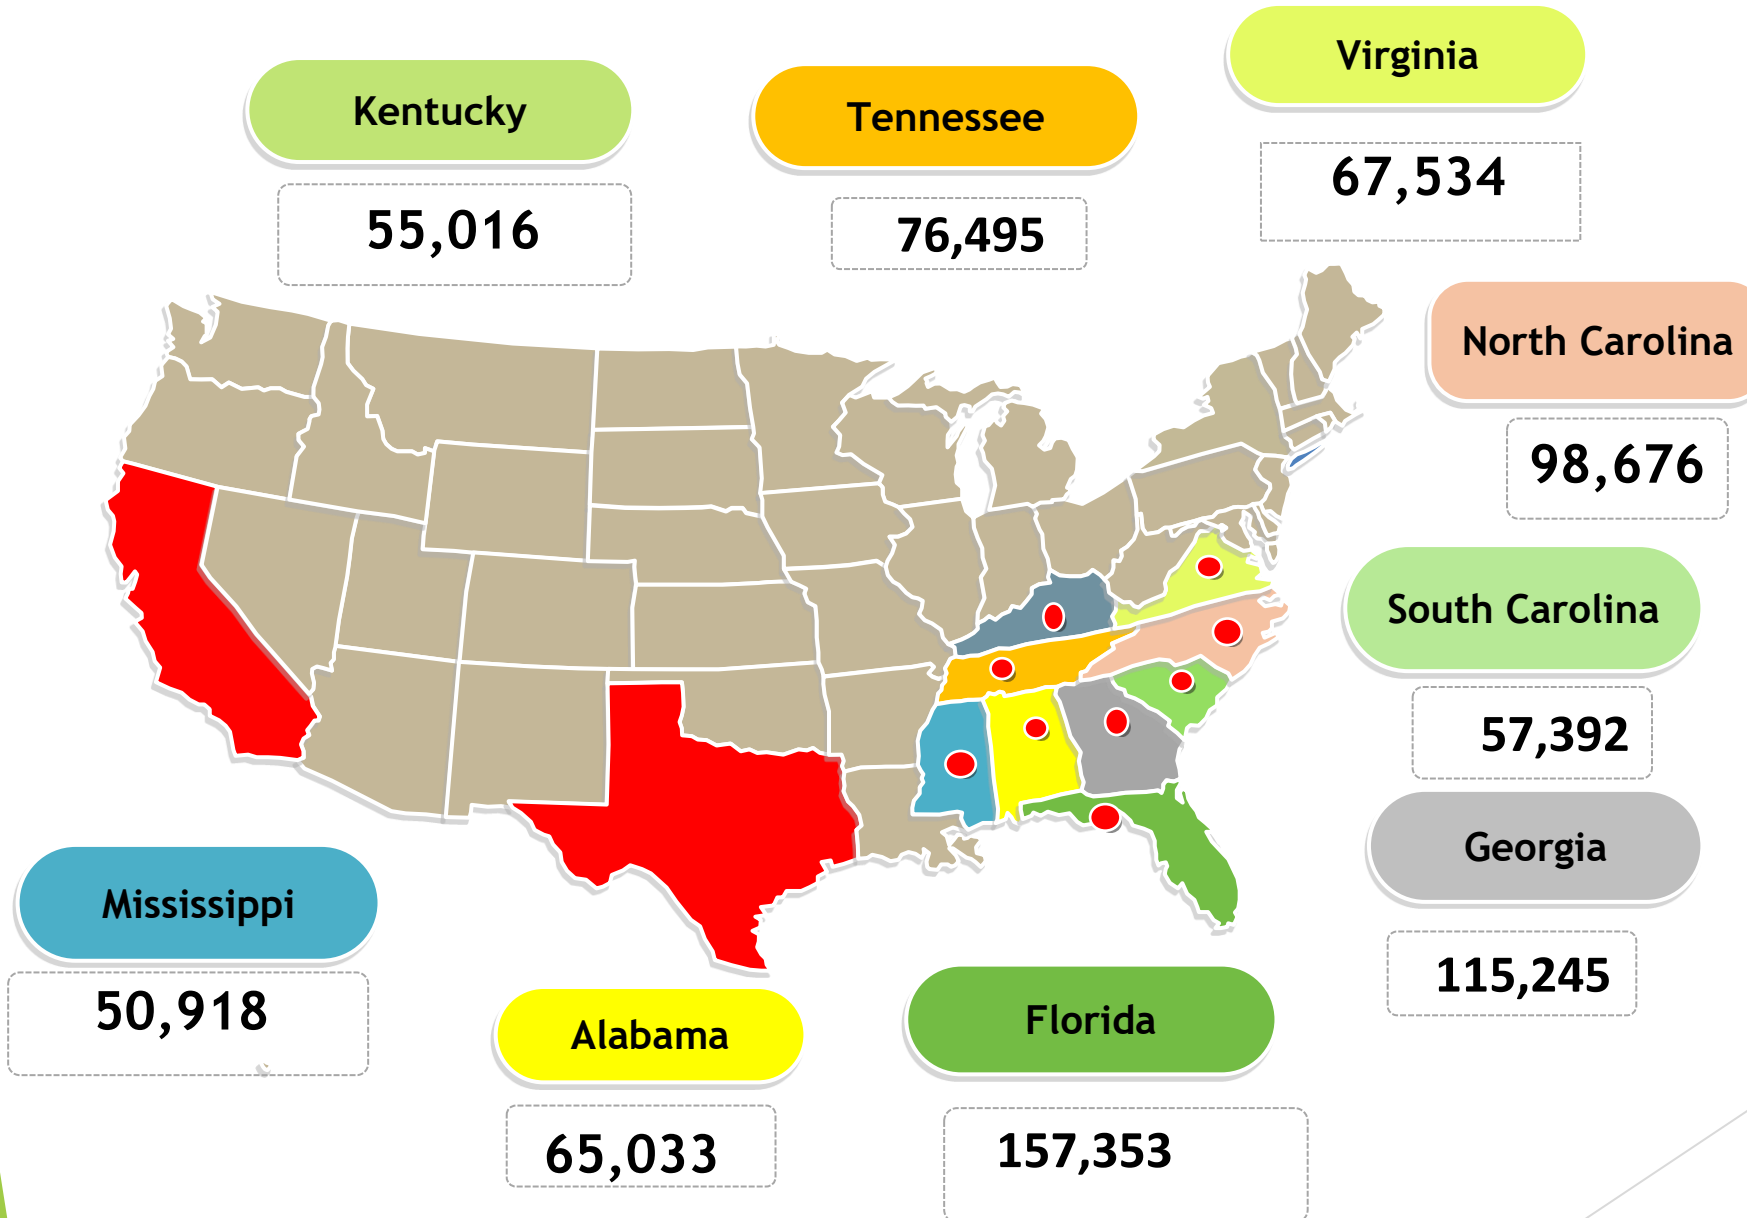 Virginia
67,534
Kentucky
55,016
Tennessee
76,495
North Carolina
98,676
South Carolina
57,392
Georgia
115,245
Mississippi
50,918
Alabama
65,033
Florida
157,353